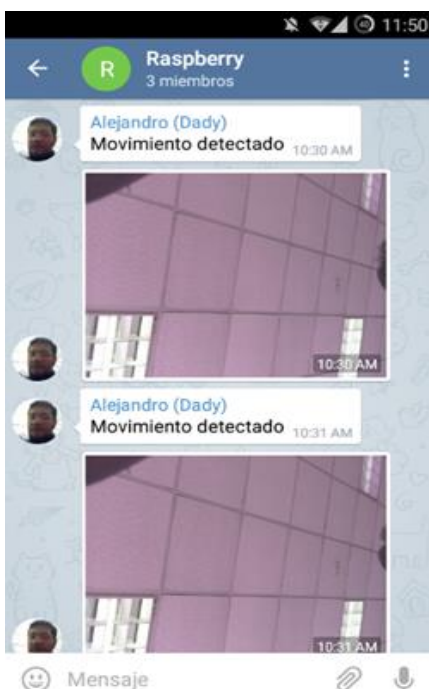 11:50
R
Raspberry
3 miembros
Alejandro (Dady)
Movimiento detectado 10:30 AM
10:30 AM
Alejandro (Dady)
Movimiento detectado 10:31 AM
10:31 AM
Mensaje